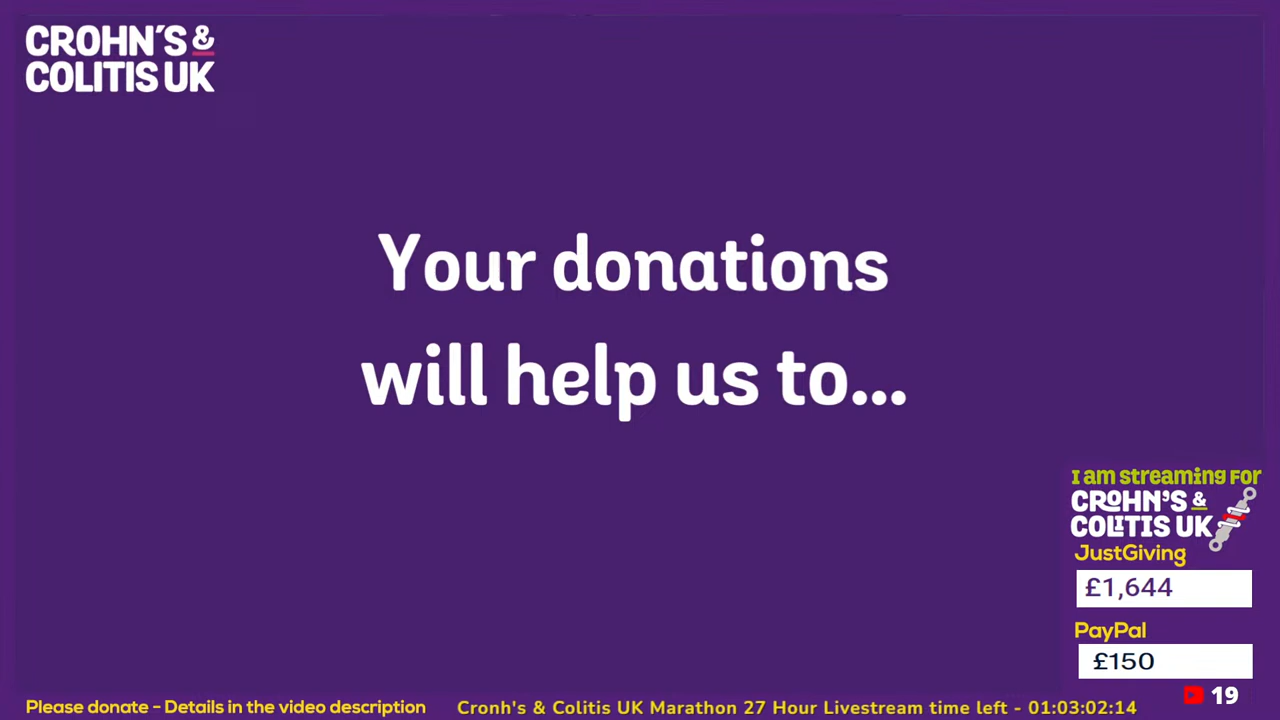 CROHN'S &
COLITIS UK
Your donations
will help us to...
I am streaming for
CROHN'S &
COLITIS UK
JustGiving
£1,644
PayPal
£150
19
Please donate - Details in the video description
Cronh's & Colitis UK Marathon 27 Hour Livestream time left - 01:03:02:14